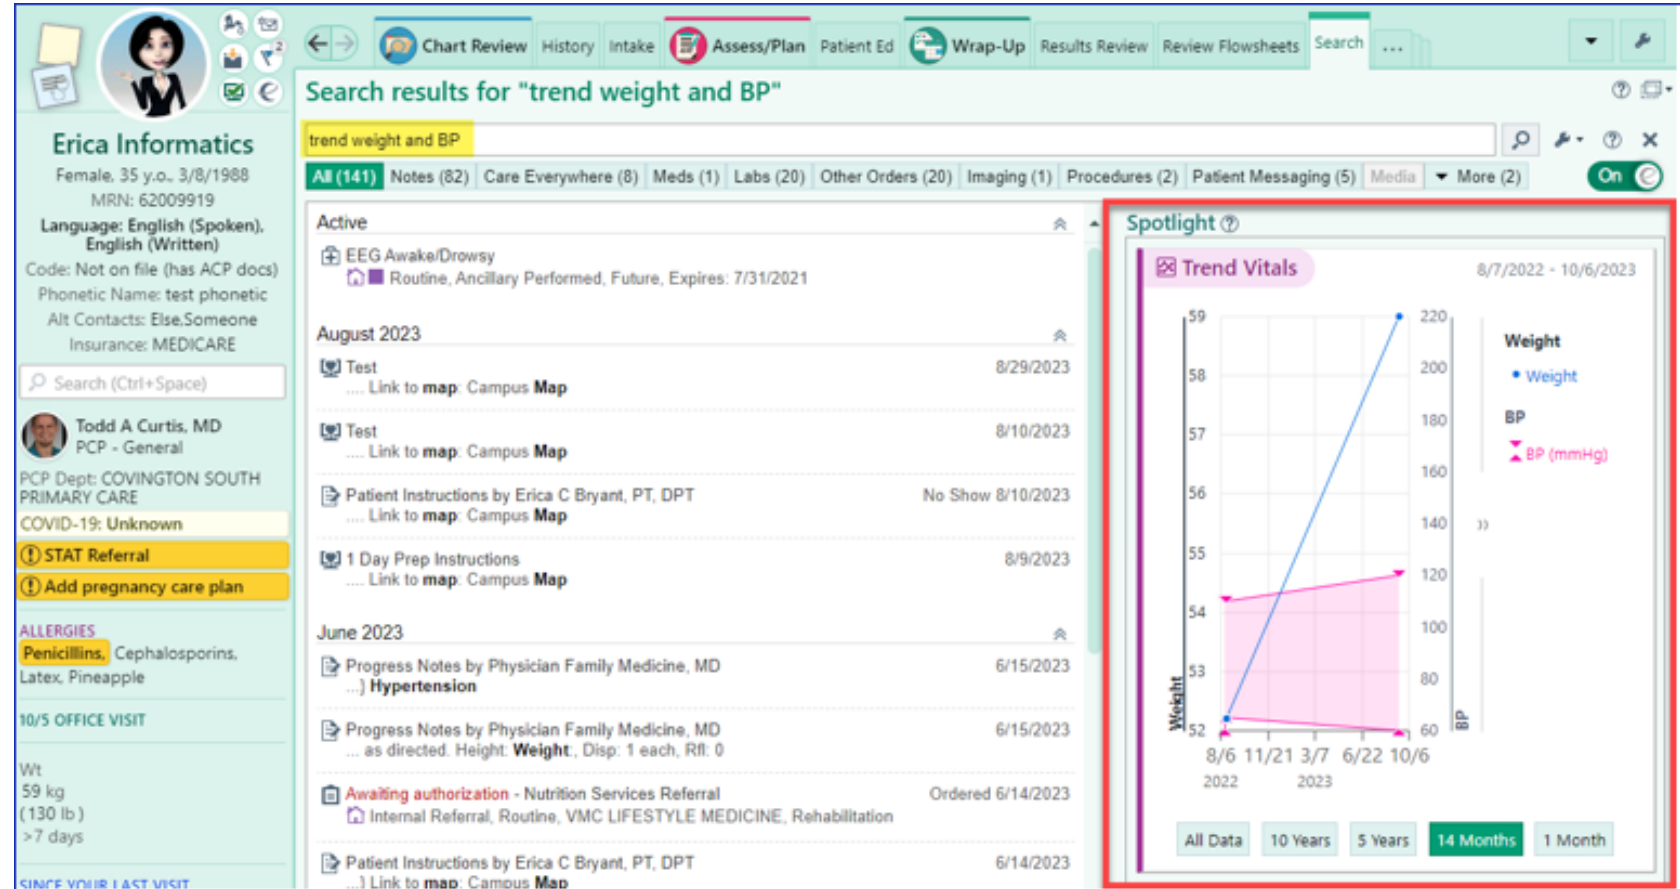 2
Erica Informatics
Female, 35 y.o., 3/8/1988
MRN: 62009919
Language: English (Spoken),
English (Written)
Code: Not on file (has ACP docs)
Phonetic Name: test phonetic
Alt Contacts: Else,Someone
Insurance: MEDICARE
Search (Ctrl+Space)
Todd A Curtis, MD
PCP - General
PCP Dept: COVINGTON SOUTH
PRIMARY CARE
COVID-19: Unknown
STAT Referral
Add pregnancy care plan
ALLERGIES
Penicillins, Cephalosporins,
Latex, Pineapple
10/5 OFFICE VISIT
Wt
59 kg
(130 lb)
>7 days
SINCE YOUR LAST VISIT
Chart Review History Intake Assess/Plan Patient Ed Wrap-Up Results Review Review Flowsheets Search ...
Search results for "trend weight and BP"
trend weight and BP
All (141) Notes (82) Care Everywhere (8) Meds (1) Labs (20) Other Orders (20) Imaging (1) Procedures (2) Patient Messaging (5) Media More (2) On
Active
EEG Awake/Drowsy
Routine, Ancillary Performed, Future, Expires: 7/31/2021
August 2023
Test 8/29/2023
.... Link to map: Campus Map
Test 8/10/2023
.... Link to map: Campus Map
Patient Instructions by Erica C Bryant, PT, DPT No Show 8/10/2023
.... Link to map: Campus Map
1 Day Prep Instructions 8/9/2023
.... Link to map: Campus Map
June 2023
Progress Notes by Physician Family Medicine, MD 6/15/2023
...) Hypertension
Progress Notes by Physician Family Medicine, MD 6/15/2023
... as directed. Height: Weight:, Disp: 1 each, Rfl: 0
Awaiting authorization - Nutrition Services Referral Ordered 6/14/2023
Internal Referral, Routine, VMC LIFESTYLE MEDICINE, Rehabilitation
Patient Instructions by Erica C Bryant, PT, DPT 6/14/2023
...) Link to map: Campus Map
Spotlight
Trend Vitals 8/7/2022 - 10/6/2023
59
58
57
56
55
54
53
52
Weight
220
200
180
160
140
120
100
80
60
BP
8/6 11/21 3/7 6/22 10/6
2022 2023
Weight
Weight
BP
BP (mmHg)
All Data 10 Years 5 Years 14 Months 1 Month